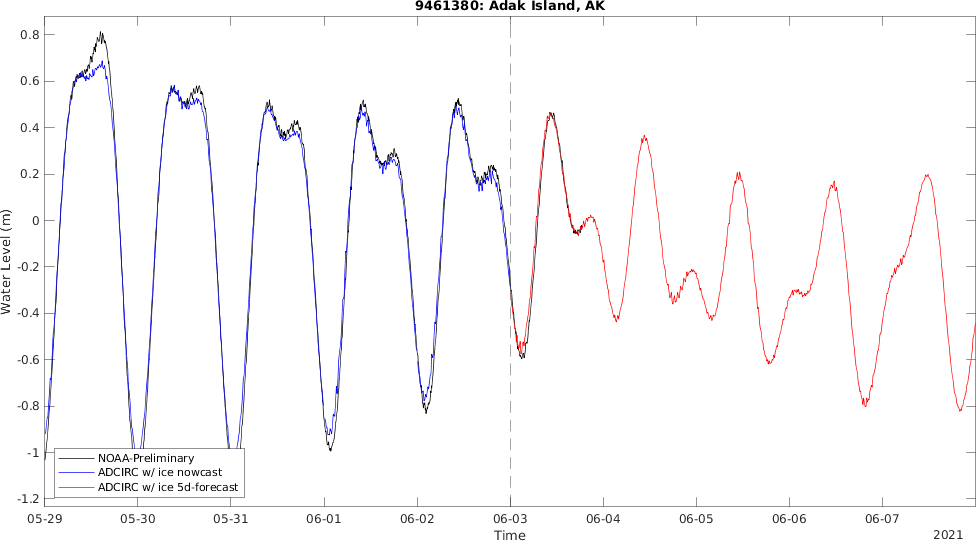 9461380: Adak Island, AK
0.8
0.6
0.4
0.2
0
-0.2
-0.4
-0.6
-0.8
-1
-1.2
Water Level (m)
NOAA-Preliminary
ADCIRC w/ ice nowcast
ADCIRC w/ ice 5d-forecast
05-29 05-30 05-31 06-01 06-02 06-03 06-04 06-05 06-06 06-07
Time
2021